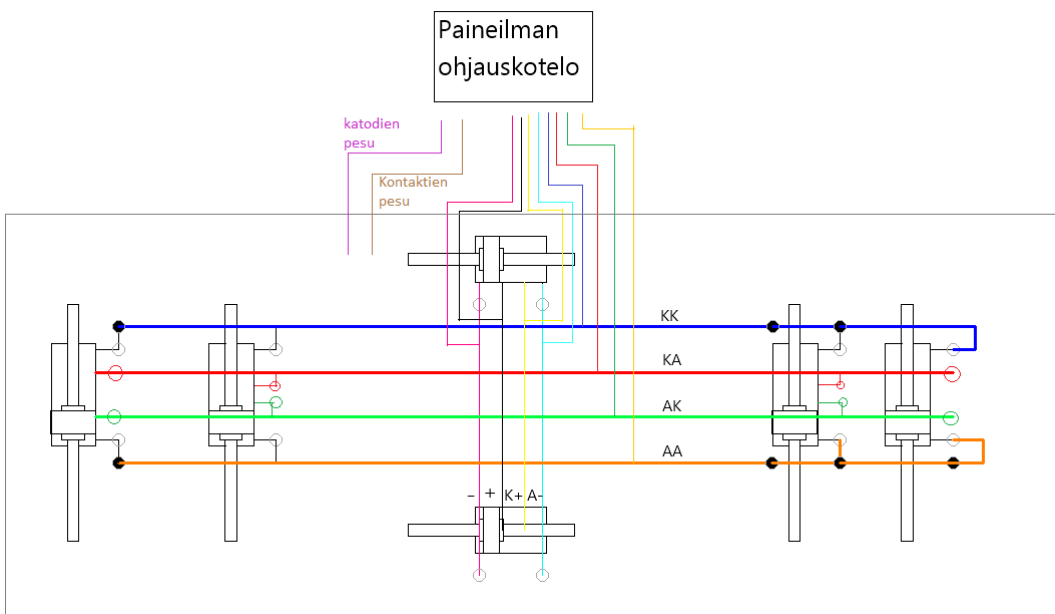 Paineilman
ohjauskotelo
katodien
pesu
Kontaktien
pesu
KK
KA
AK
AA
- + K+ A-